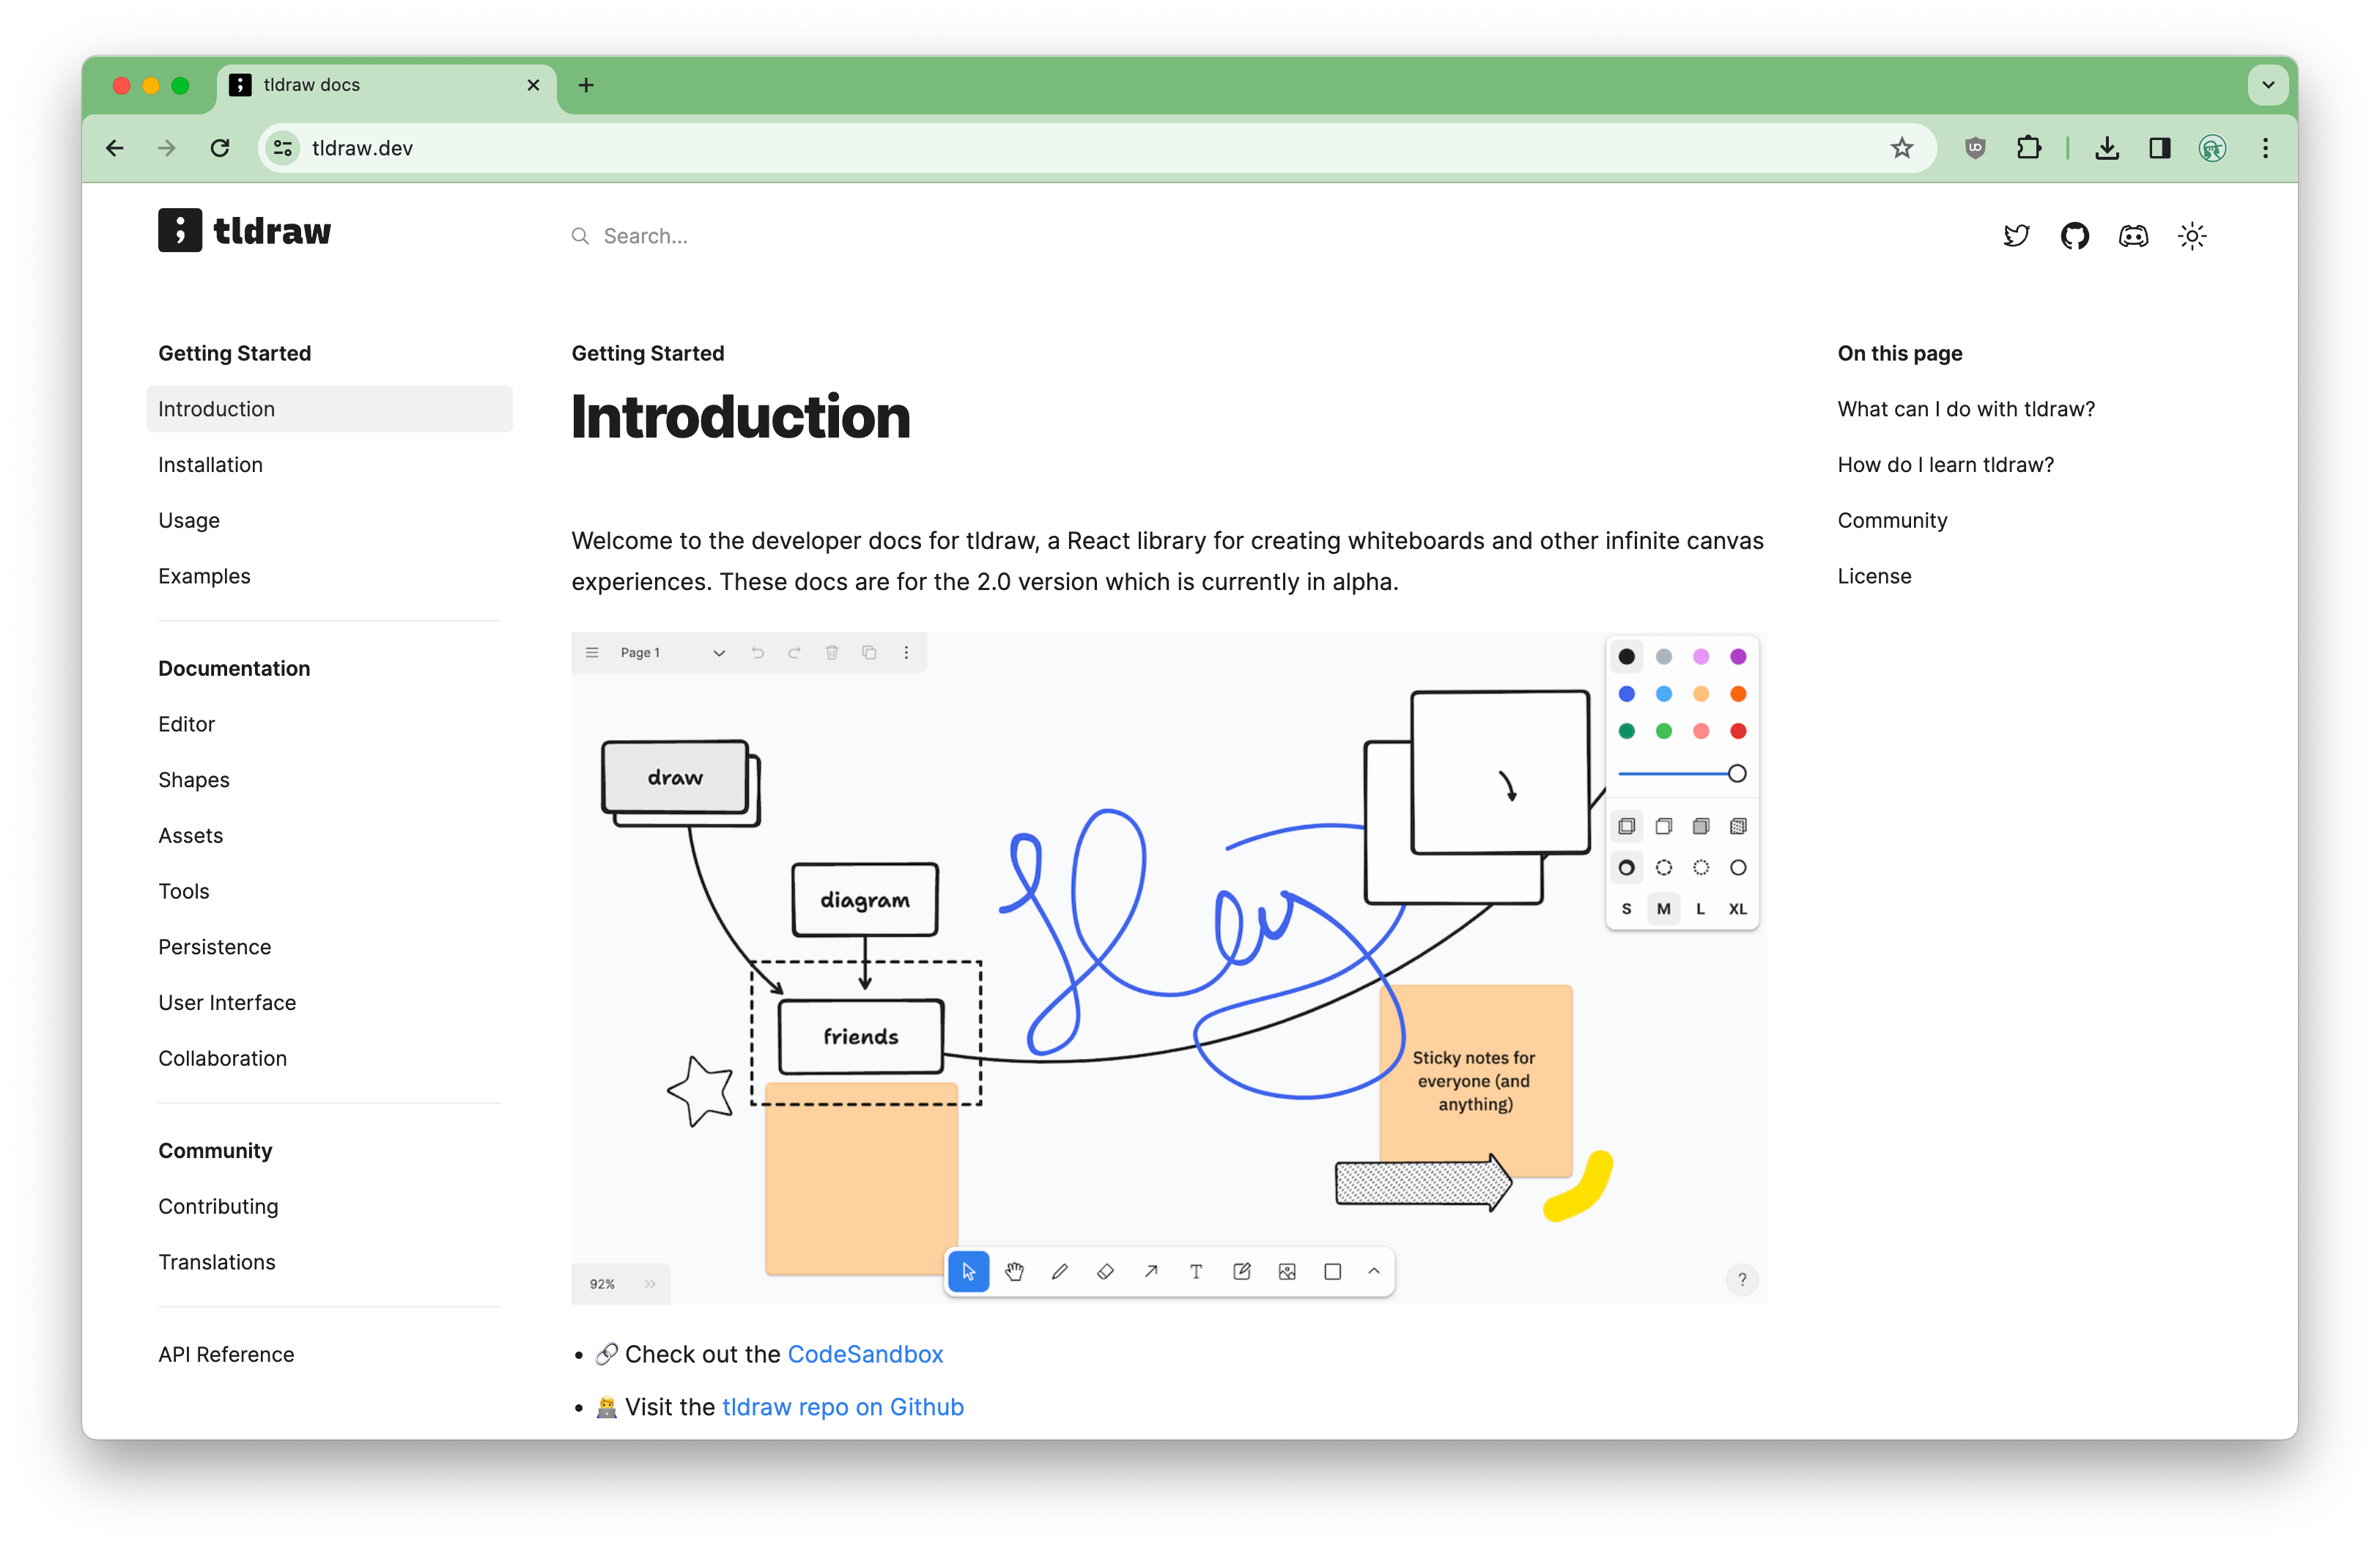 tldraw docs
tldraw.dev
tldraw
Search...
Getting Started
Introduction
Installation
Usage
Examples
Documentation
Editor
Shapes
Assets
Tools
Persistence
User Interface
Collaboration
Community
Contributing
Translations
API Reference
Getting Started
Introduction
Welcome to the developer docs for tldraw, a React library for creating whiteboards and other infinite canvas
experiences. These docs are for the 2.0 version which is currently in alpha.
Page 1
draw
diagram
friends
S M L XL
Sticky notes for
everyone (and
anything)
92%
T
?
• 🔗 Check out the CodeSandbox
• 👩‍💻 Visit the tldraw repo on Github
On this page
What can I do with tldraw?
How do I learn tldraw?
Community
License